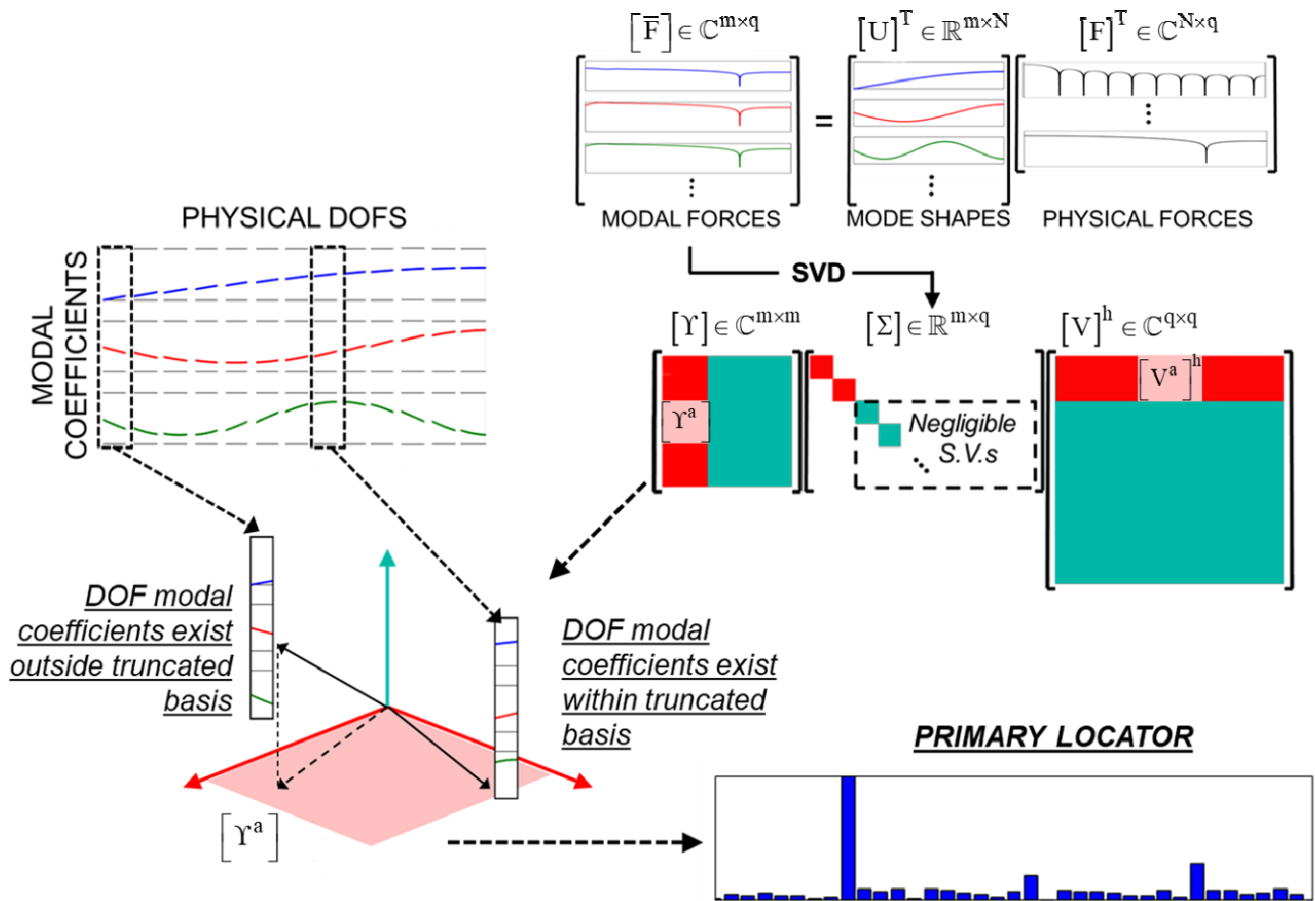 [F̅] ∈ ℂ^{m×q} [U]^T ∈ ℝ^{m×N} [F]^T ∈ ℂ^{N×q}
=
MODAL FORCES MODE SHAPES PHYSICAL FORCES
SVD
PHYSICAL DOFS
MODAL
COEFFICIENTS
[ϒ] ∈ ℂ^{m×m} [Σ] ∈ ℝ^{m×q} [V]^h ∈ ℂ^{q×q}
[ϒ^a]
Negligible
S.V.s
[V^a]^h
DOF modal
coefficients exist
outside truncated
basis
DOF modal
coefficients exist
within truncated
basis
[ϒ^a]
PRIMARY LOCATOR